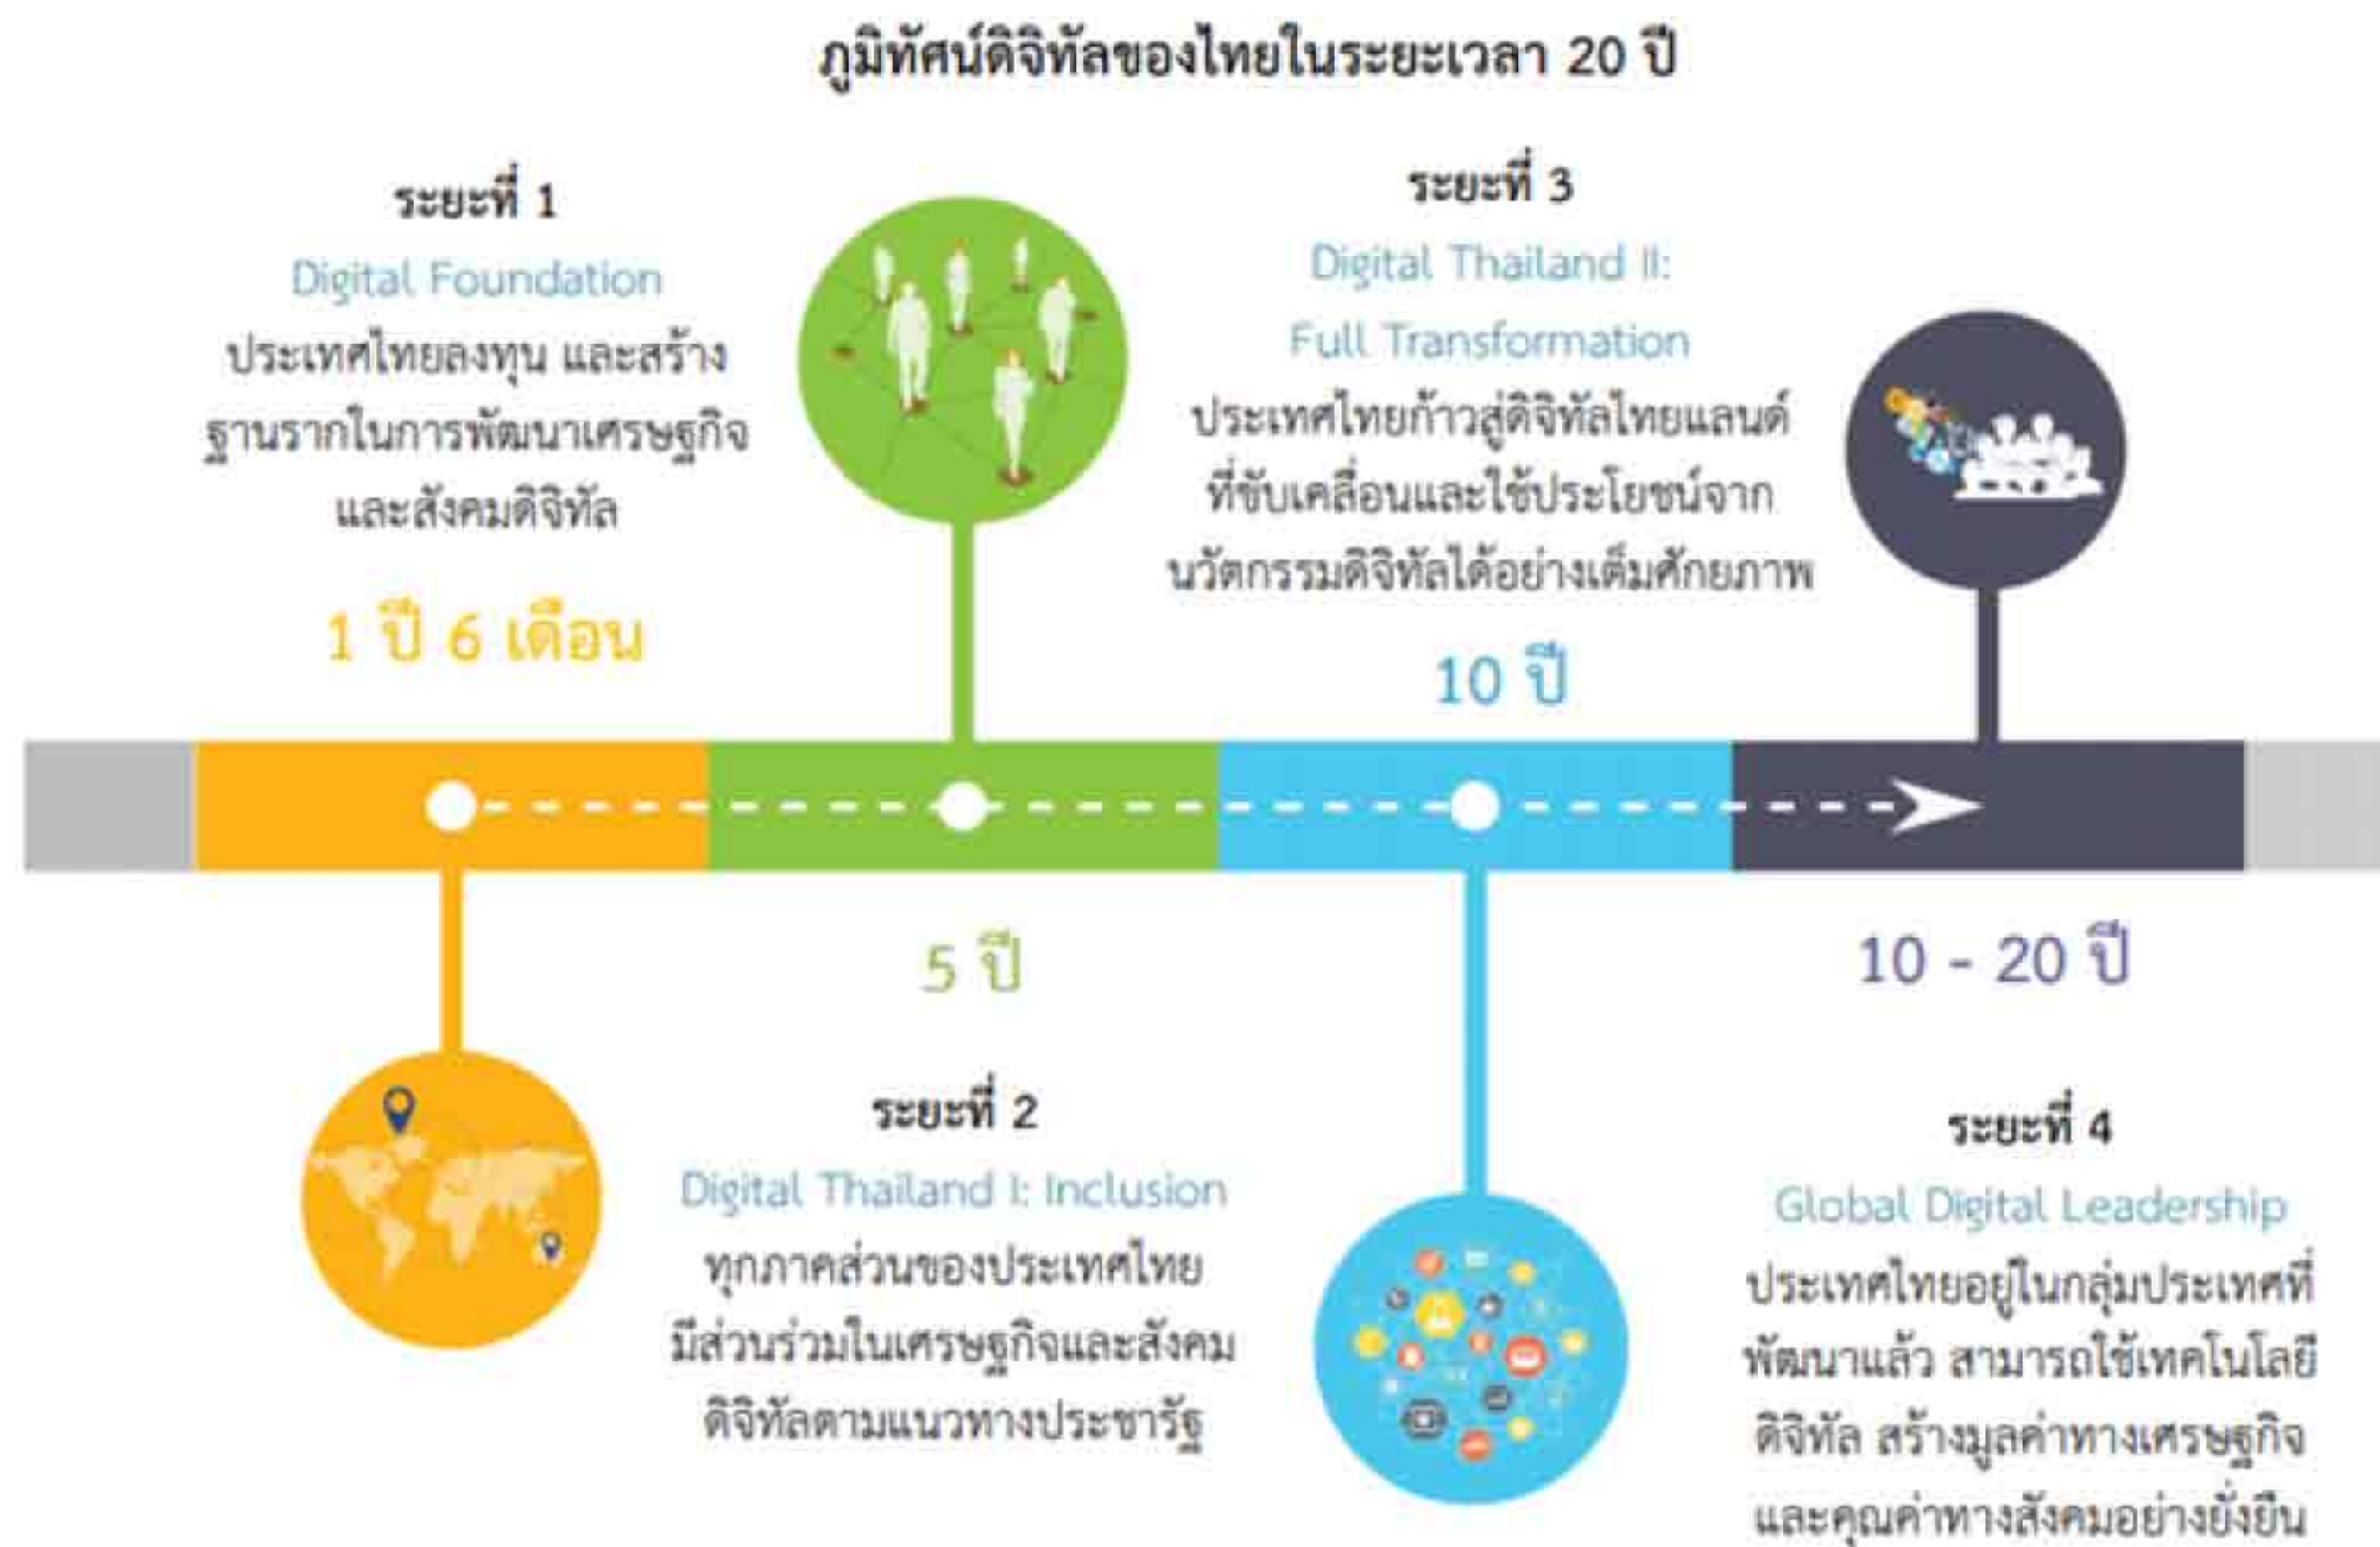 ภูมิทัศน์ดิจิทัลของไทยในระยะเวลา 20 ปี
ระยะที่ 1
Digital Foundation
ประเทศไทยลงทุน และสร้าง
ฐานรากในการพัฒนาเศรษฐกิจ
และสังคมดิจิทัล
1 ปี 6 เดือน
5 ปี
ระยะที่ 2
Digital Thailand I: Inclusion
ทุกภาคส่วนของประเทศไทย
มีส่วนร่วมในเศรษฐกิจและสังคม
ดิจิทัลตามแนวทางประชารัฐ
ระยะที่ 3
Digital Thailand II:
Full Transformation
ประเทศไทยก้าวสู่ดิจิทัลไทยแลนด์
ที่ขับเคลื่อนและใช้ประโยชน์จาก
นวัตกรรมดิจิทัลได้อย่างเต็มศักยภาพ
10 ปี
10 - 20 ปี
ระยะที่ 4
Global Digital Leadership
ประเทศไทยอยู่ในกลุ่มประเทศที่
พัฒนาแล้ว สามารถใช้เทคโนโลยี
ดิจิทัล สร้างมูลค่าทางเศรษฐกิจ
และคุณค่าทางสังคมอย่างยั่งยืน